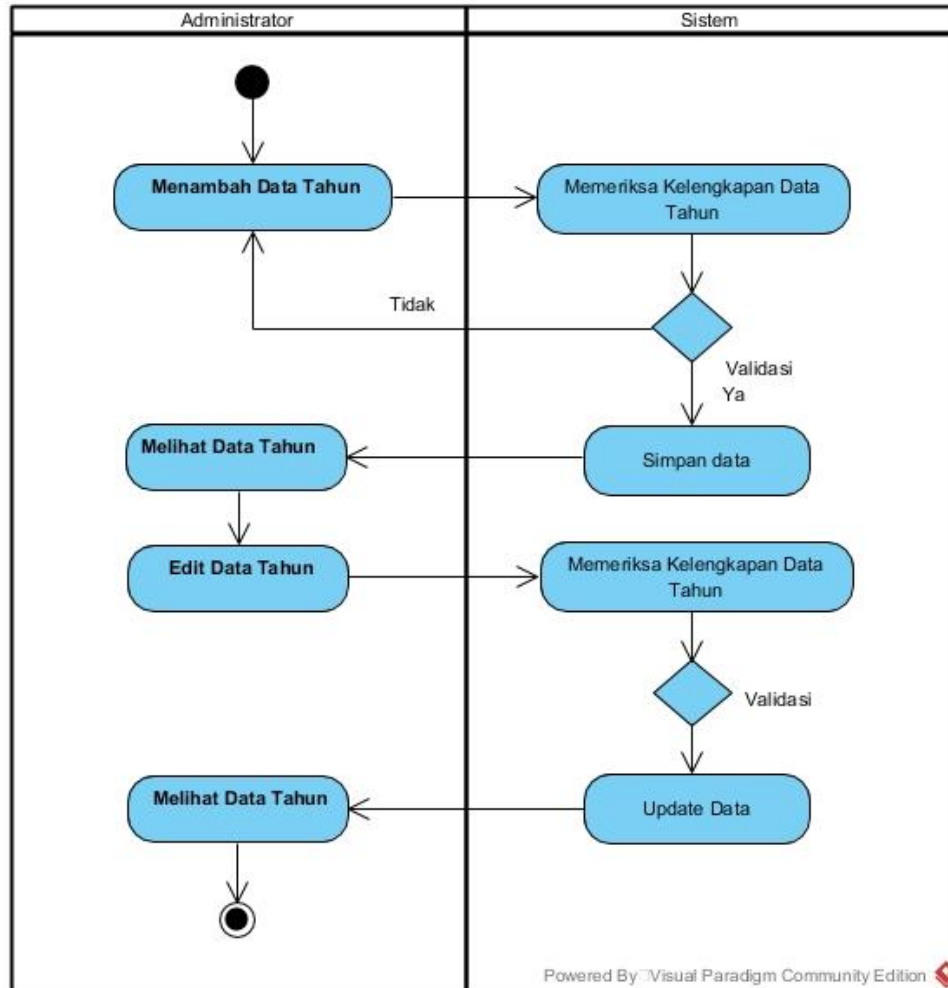 Administrator
Sistem
Menambah Data Tahun
Memeriksa Kelengkapan Data
Tahun
Tidak
Validasi
Ya
Melihat Data Tahun
Simpan data
Edit Data Tahun
Memeriksa Kelengkapan Data
Tahun
Validasi
Melihat Data Tahun
Update Data
Powered By Visual Paradigm Community Edition